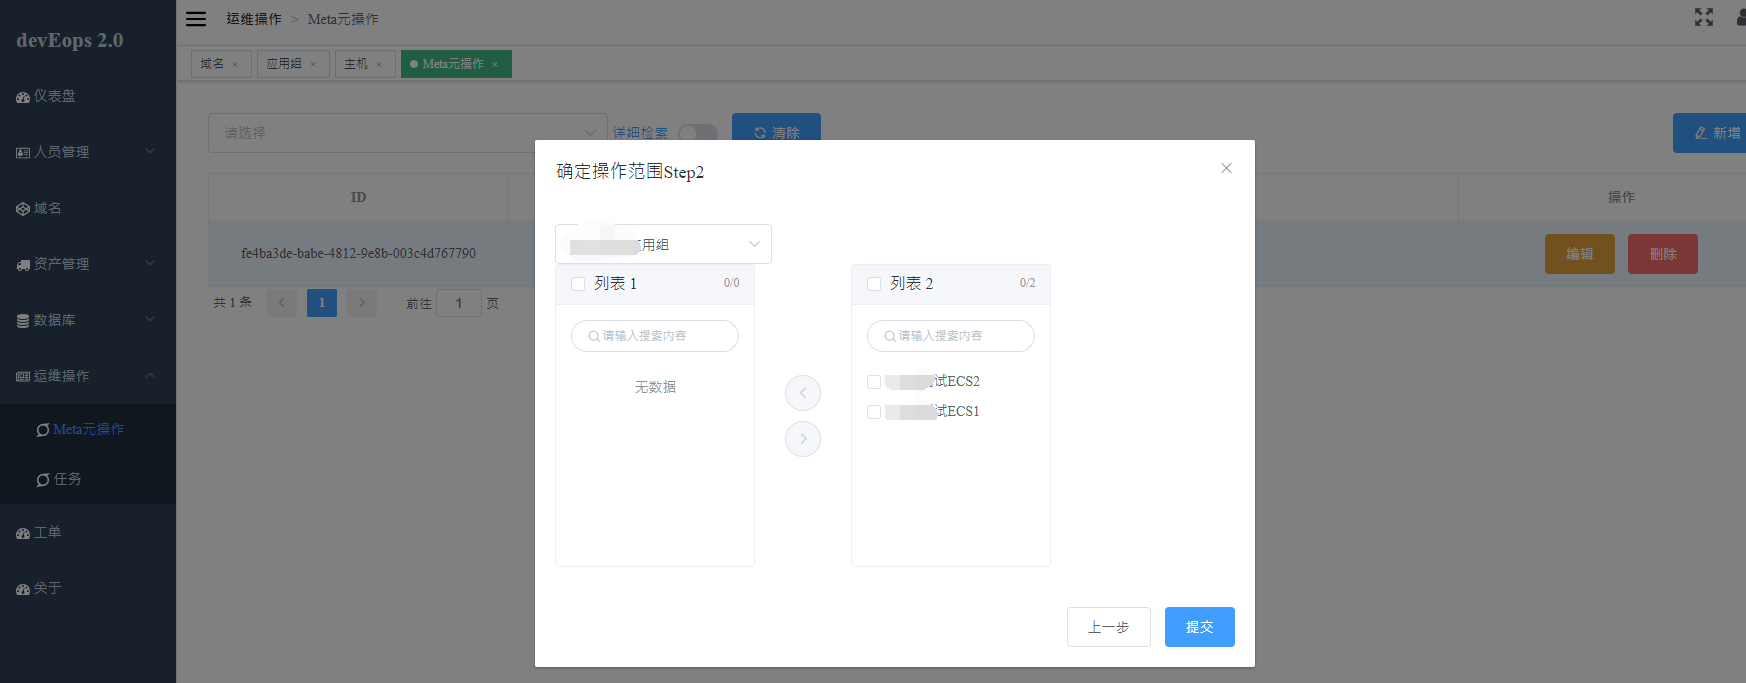 devEops 2.0
仪表盘
人员管理
域名
资产管理
数据库
运维操作
Meta元操作
任务
工单
关于
运维操作 > Meta元操作
域名 × 应用组 × 主机 × Meta元操作 ×
请选择 详细检索 清除 新增
ID 操作
fe4ba3de-babe-4812-9e8b-003c4d767790 编辑 删除
共 1 条 1 前往 1 页
确定操作范围Step2
用组
列表 1 0/0
请输入搜索内容
无数据
列表 2 0/2
请输入搜索内容
试ECS2
试ECS1
上一步 提交